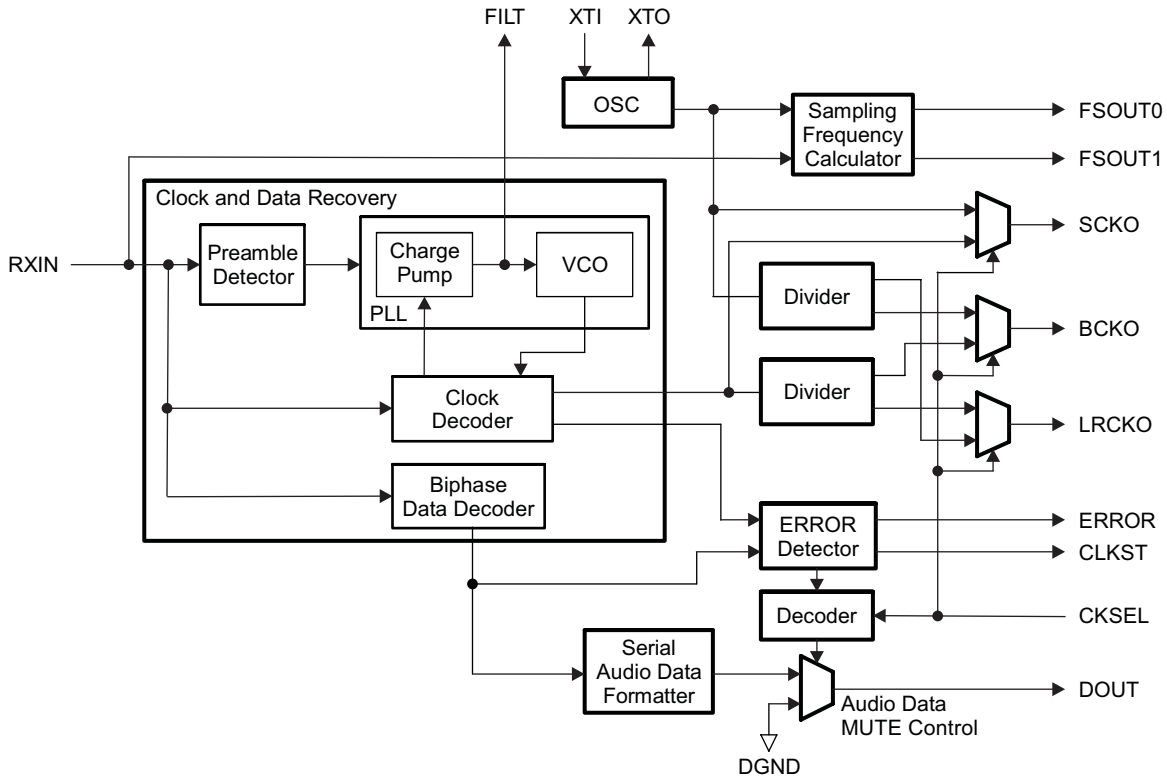 FILT
XTI
XTO
OSC
Sampling
Frequency
Calculator
FSOUT0
FSOUT1
Clock and Data Recovery
RXIN
Preamble
Detector
Charge
Pump
VCO
PLL
SCKO
Divider
BCKO
Clock
Decoder
Divider
LRCKO
Biphase
Data Decoder
ERROR
Detector
ERROR
CLKST
Decoder
CKSEL
Serial
Audio Data
Formatter
DOUT
Audio Data
MUTE Control
DGND